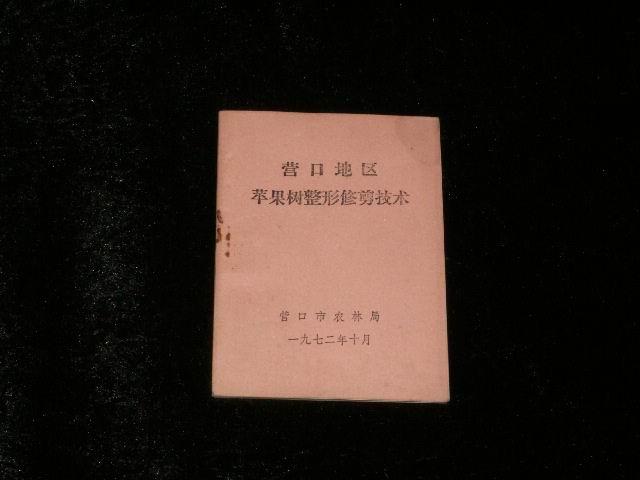 营口地区
苹果树整形修剪技术
营口市农林局
一九七二年十月